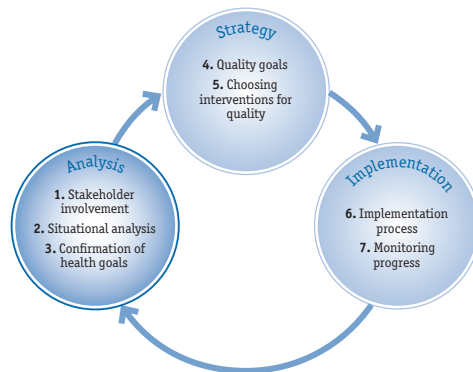 Strategy
4. Quality goals
5. Choosing
interventions for
quality
Analysis
1. Stakeholder
involvement
2. Situational analysis
3. Confirmation of
health goals
Implementation
6. Implementation
process
7. Monitoring
progress